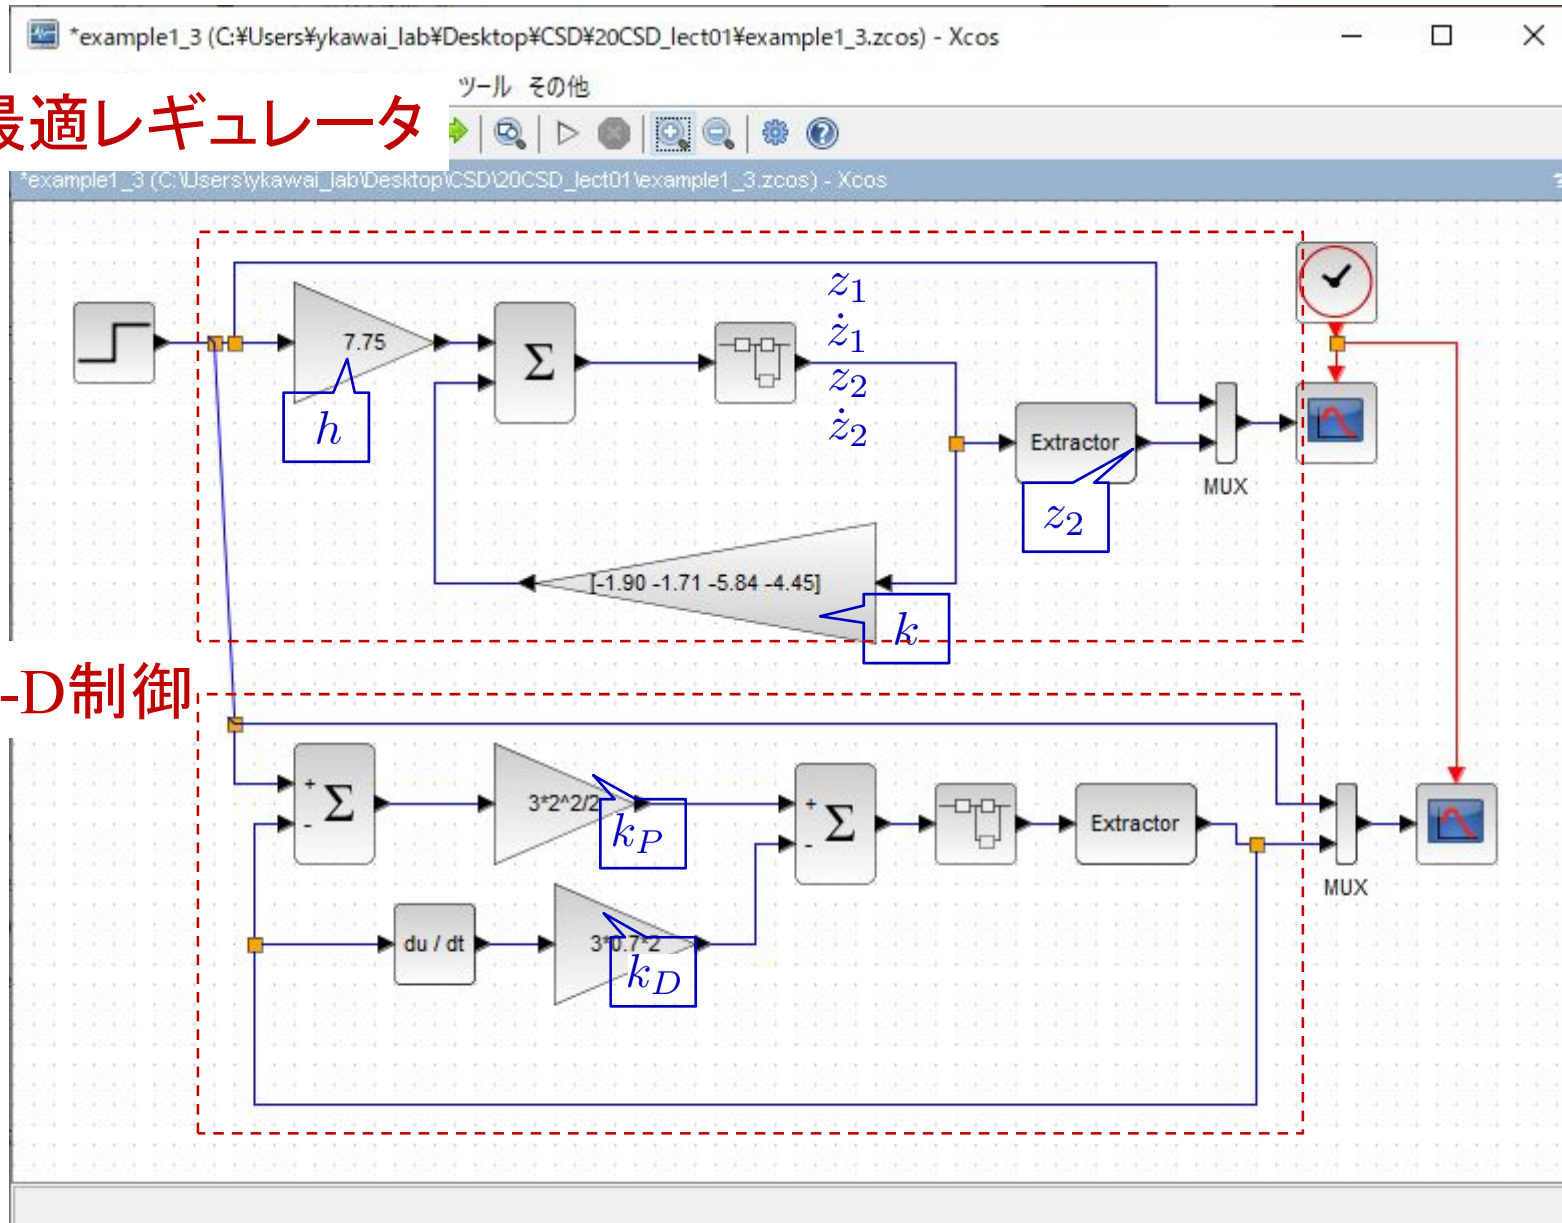 *example1_3 (C:¥Users¥ykawai_lab¥Desktop¥CSD¥20CSD_lect01¥example1_3.zcos) - Xcos
ツール その他
最適レギュレータ
*example1_3 (C:\Users\ykawai_lab\Desktop\CSD\20CSD_lect01\example1_3.zcos) - Xcos
7.75
h
Σ
z₁
ż₁
z₂
ż₂
Extractor
z₂
MUX
[-1.90 -1.71 -5.84 -4.45]
k
-D制御
+
-
Σ
3*2^2/2
k_P
+
-
Σ
Extractor
MUX
du / dt
3*0.7*2
k_D